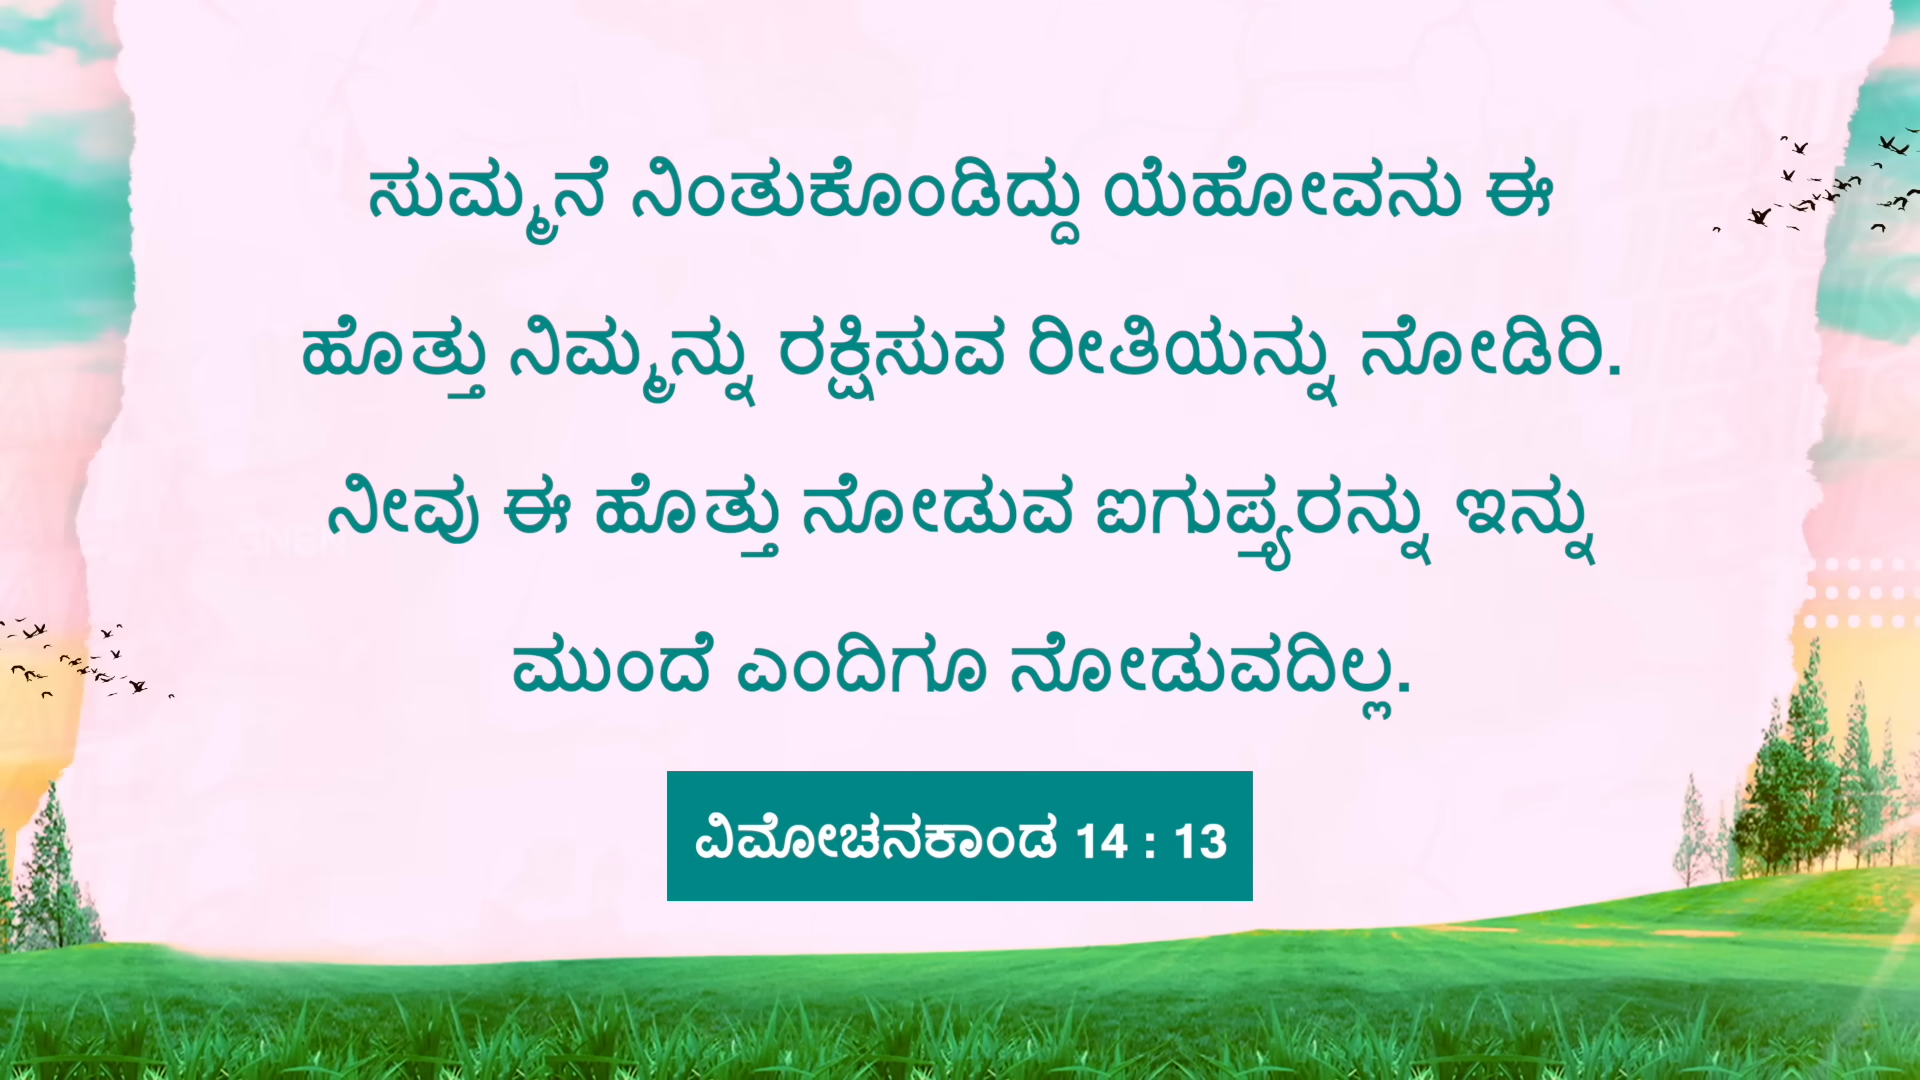 ಸುಮ್ಮನೆ ನಿಂತುಕೊಂಡಿದ್ದು ಯೆಹೋವನು ಈ
ಹೊತ್ತು ನಿಮ್ಮನ್ನು ರಕ್ಷಿಸುವ ರೀತಿಯನ್ನು ನೋಡಿರಿ.
ನೀವು ಈ ಹೊತ್ತು ನೋಡುವ ಐಗುಪ್ತ್ಯರನ್ನು ಇನ್ನು
ಮುಂದೆ ಎಂದಿಗೂ ನೋಡುವದಿಲ್ಲ.
ವಿಮೋಚನಕಾಂಡ 14 : 13